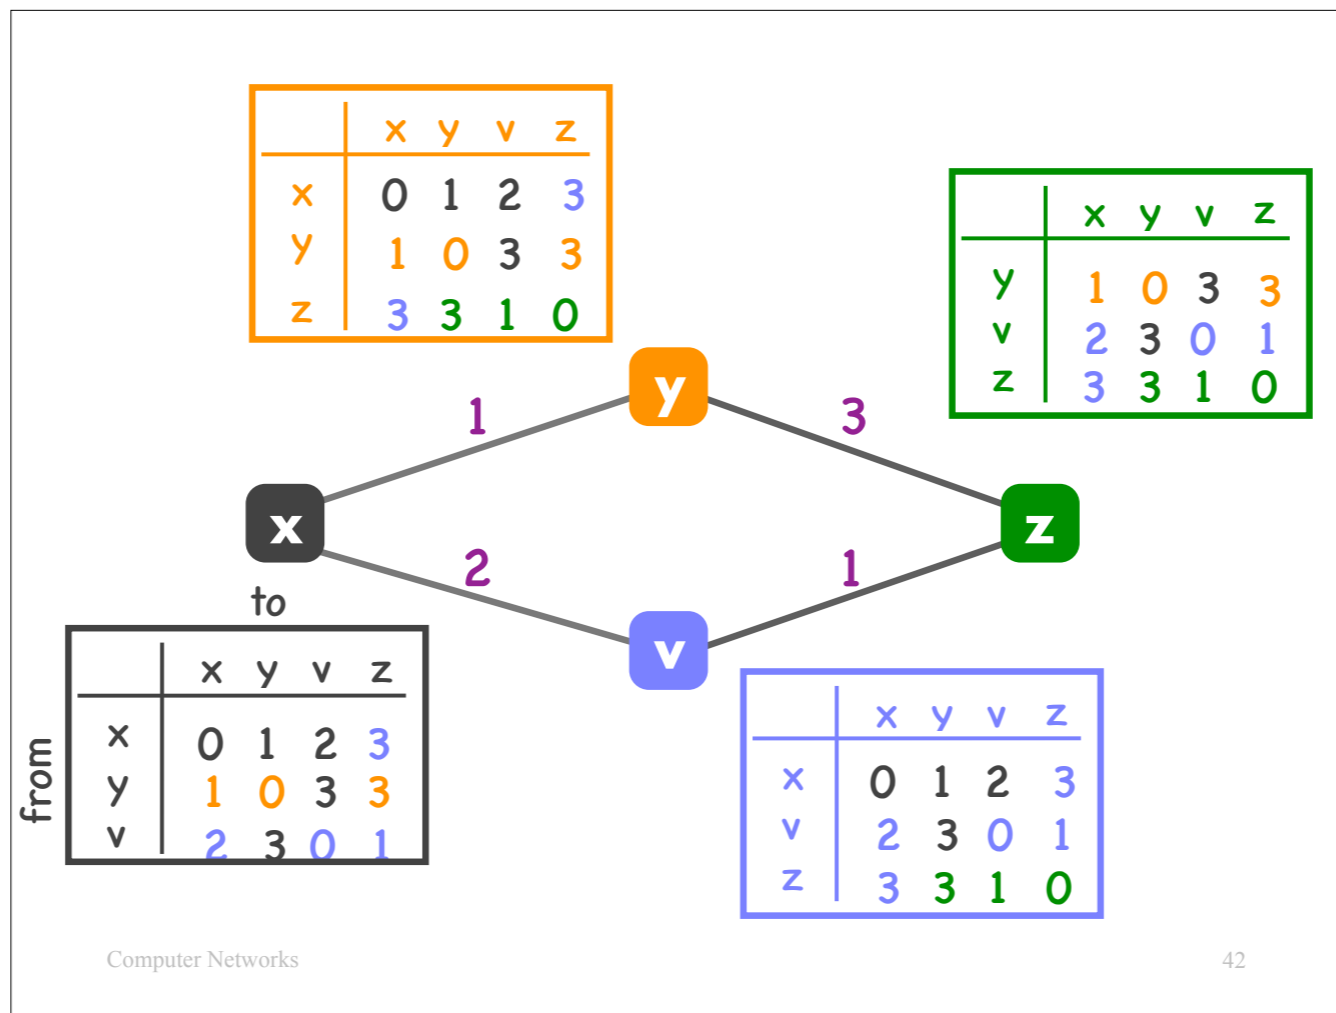 x y v z
x 0 1 2 3
y 1 0 3 3
z 3 3 1 0
x y v z
y 1 0 3 3
v 2 3 0 1
z 3 3 1 0
y
1
3
x
z
2
1
v
to
from
x y v z
x 0 1 2 3
y 1 0 3 3
v 2 3 0 1
x y v z
x 0 1 2 3
v 2 3 0 1
z 3 3 1 0
Computer Networks
42